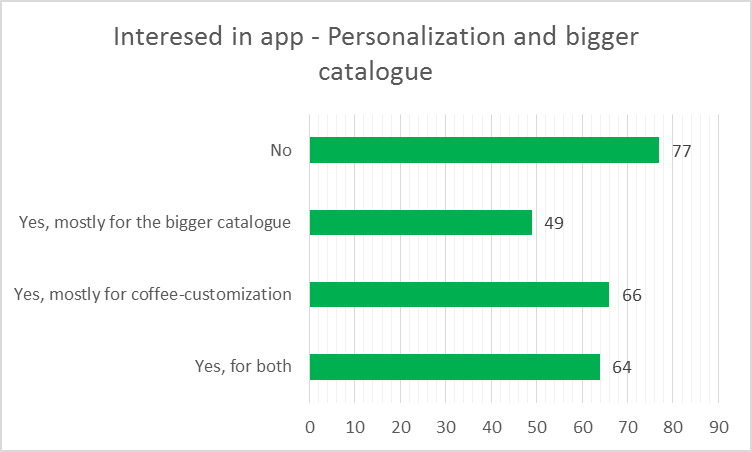 Interesed in app - Personalization and bigger
catalogue
No
77
Yes, mostly for the bigger catalogue
49
Yes, mostly for coffee-customization
66
Yes, for both
64
0 10 20 30 40 50 60 70 80 90